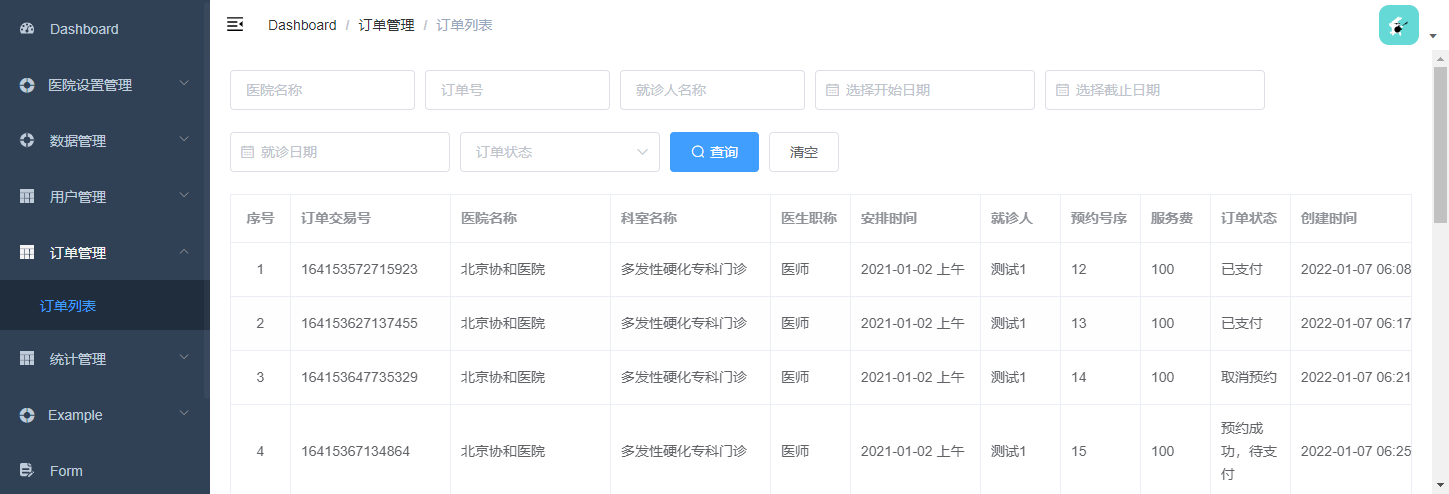 Dashboard
医院设置管理
数据管理
用户管理
订单管理
订单列表
统计管理
Example
Form
Dashboard / 订单管理 / 订单列表
医院名称 订单号 就诊人名称 选择开始日期 选择截止日期
就诊日期 订单状态 查询 清空
序号 订单交易号 医院名称 科室名称 医生职称 安排时间 就诊人 预约号序 服务费 订单状态 创建时间
1 164153572715923 北京协和医院 多发性硬化专科门诊 医师 2021-01-02 上午 测试1 12 100 已支付 2022-01-07 06:08
2 164153627137455 北京协和医院 多发性硬化专科门诊 医师 2021-01-02 上午 测试1 13 100 已支付 2022-01-07 06:17
3 164153647735329 北京协和医院 多发性硬化专科门诊 医师 2021-01-02 上午 测试1 14 100 取消预约 2022-01-07 06:21
4 16415367134864 北京协和医院 多发性硬化专科门诊 医师 2021-01-02 上午 测试1 15 100 预约成功，待支付 2022-01-07 06:25